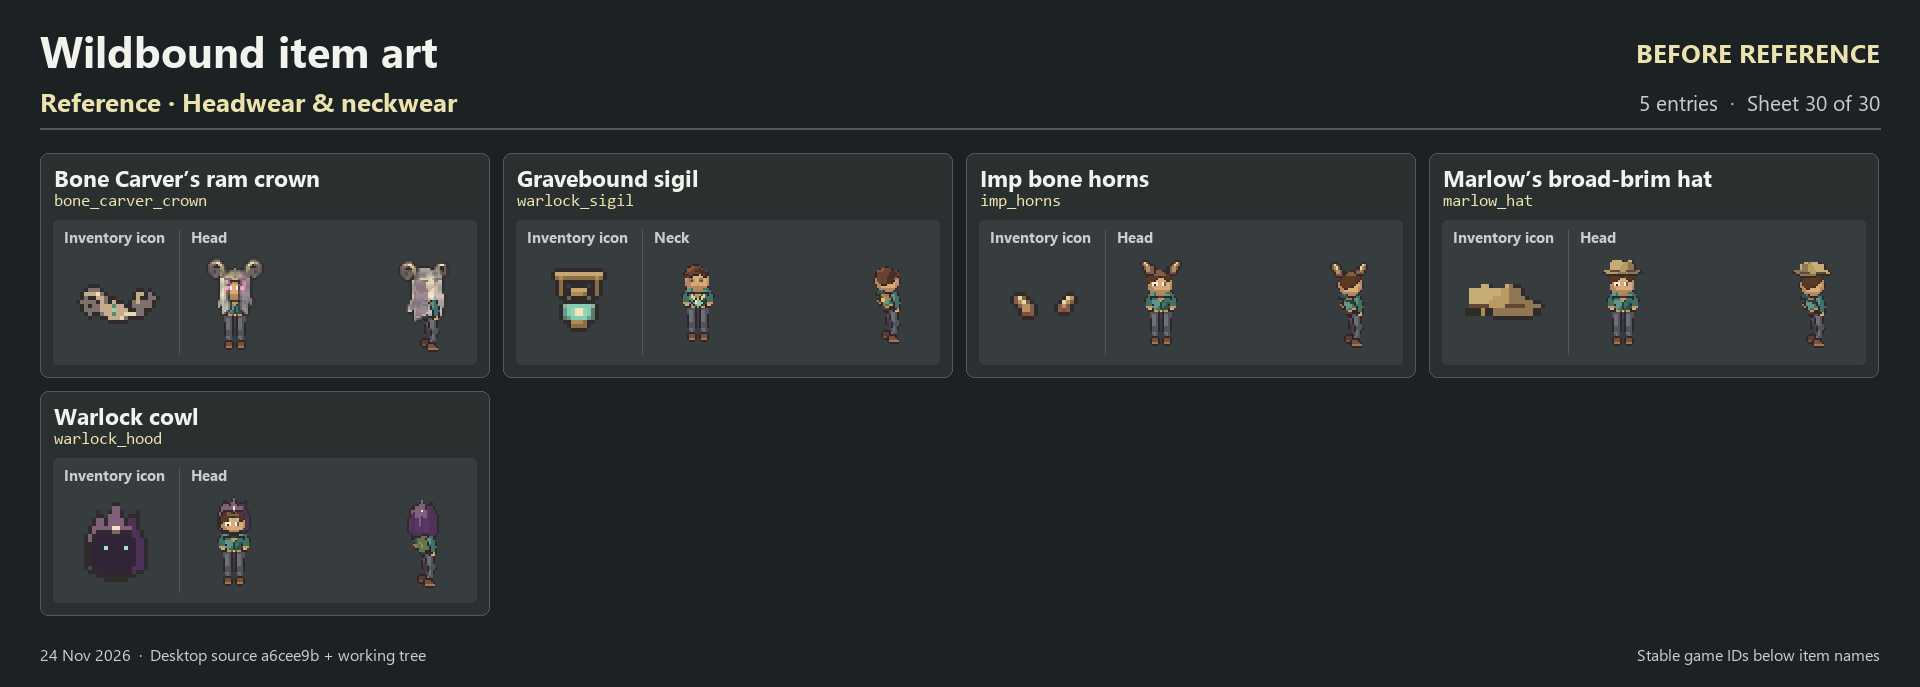 Wildbound item art
BEFORE REFERENCE
Reference · Headwear & neckwear
5 entries · Sheet 30 of 30
Bone Carver’s ram crown
bone_carver_crown
Inventory icon
Head
Gravebound sigil
warlock_sigil
Inventory icon
Neck
Imp bone horns
imp_horns
Inventory icon
Head
Marlow’s broad-brim hat
marlow_hat
Inventory icon
Head
Warlock cowl
warlock_hood
Inventory icon
Head
24 Nov 2026 · Desktop source a6cee9b + working tree
Stable game IDs below item names